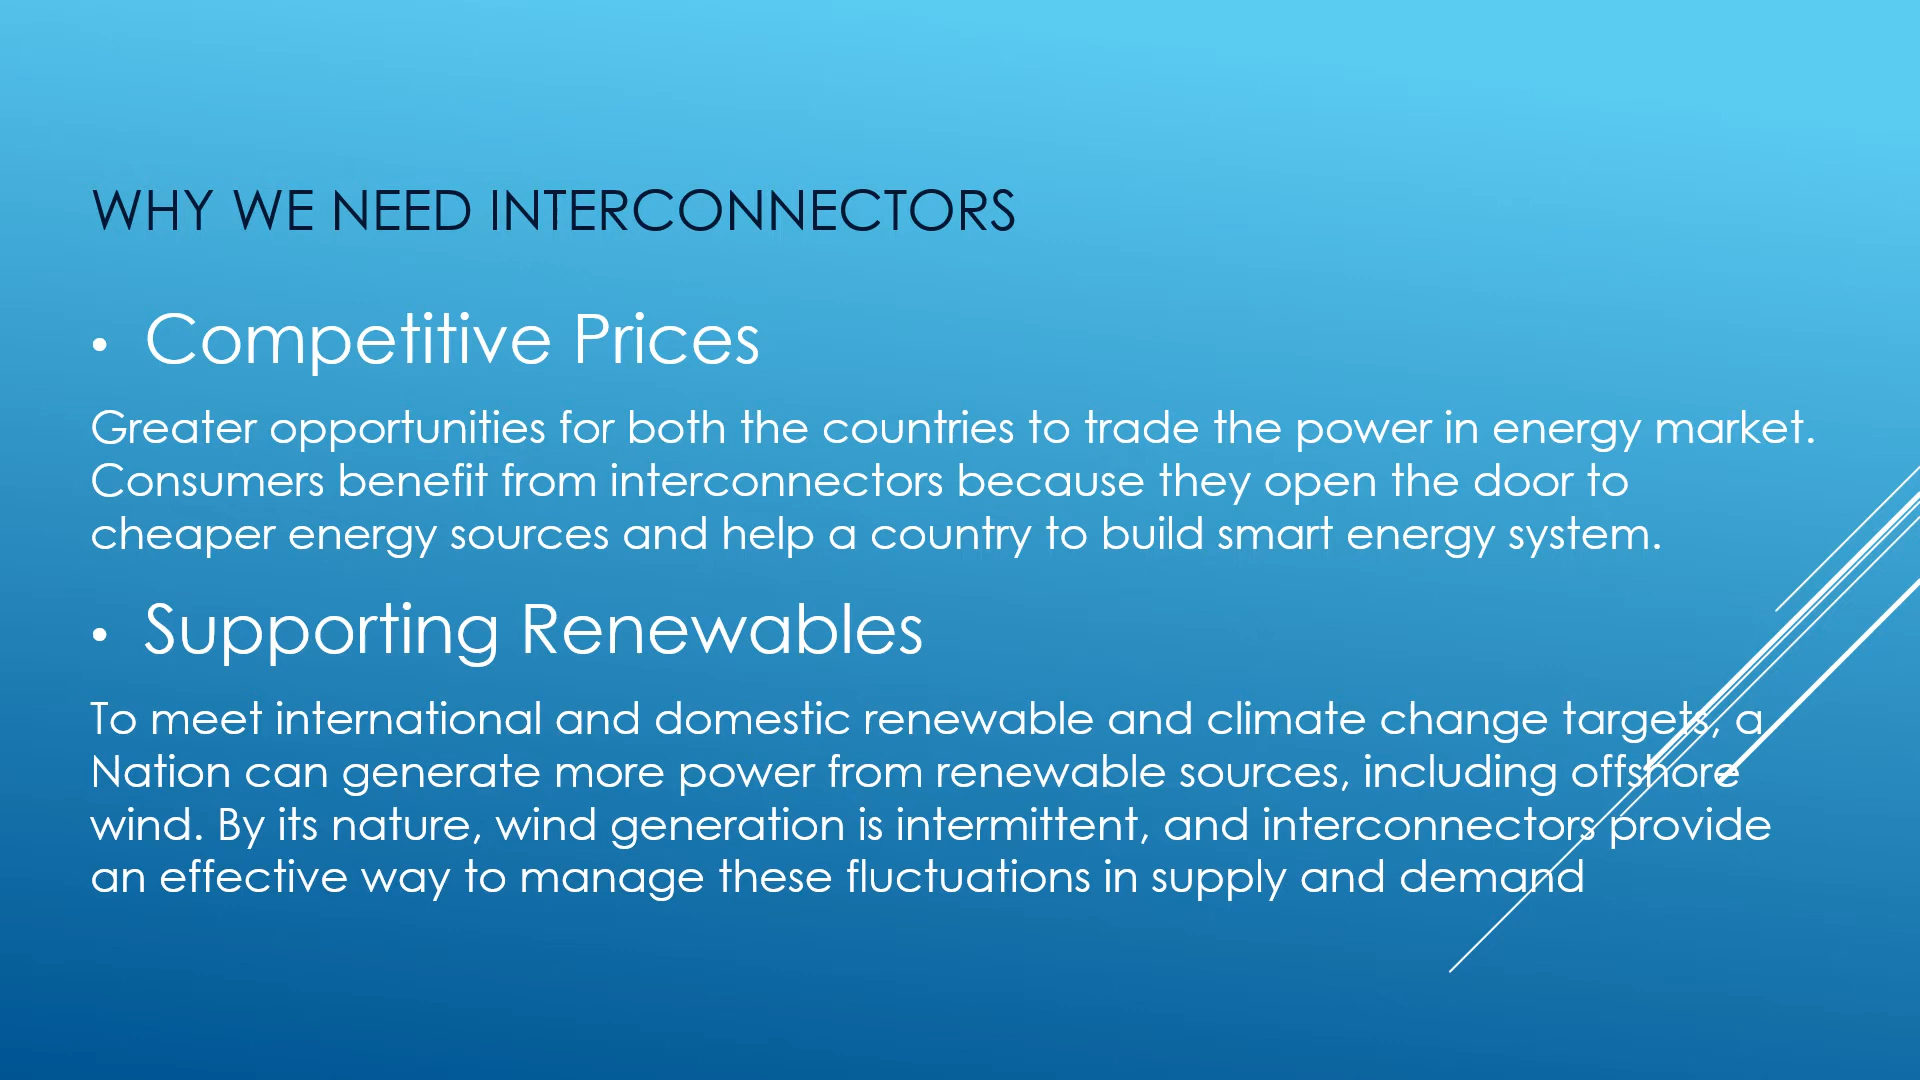 WHY WE NEED INTERCONNECTORS
• Competitive Prices
Greater opportunities for both the countries to trade the power in energy market.
Consumers benefit from interconnectors because they open the door to
cheaper energy sources and help a country to build smart energy system.
• Supporting Renewables
To meet international and domestic renewable and climate change targets, a
Nation can generate more power from renewable sources, including offshore
wind. By its nature, wind generation is intermittent, and interconnectors provide
an effective way to manage these fluctuations in supply and demand